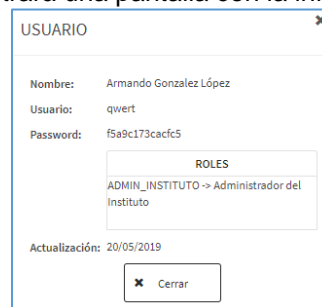 USUARIO
Nombre: Armando Gonzalez López
Usuario: qwert
Password: f5a9c173cacfc5
ROLES
ADMIN_INSTITUTO -> Administrador del
Instituto
Actualización: 20/05/2019
Cerrar